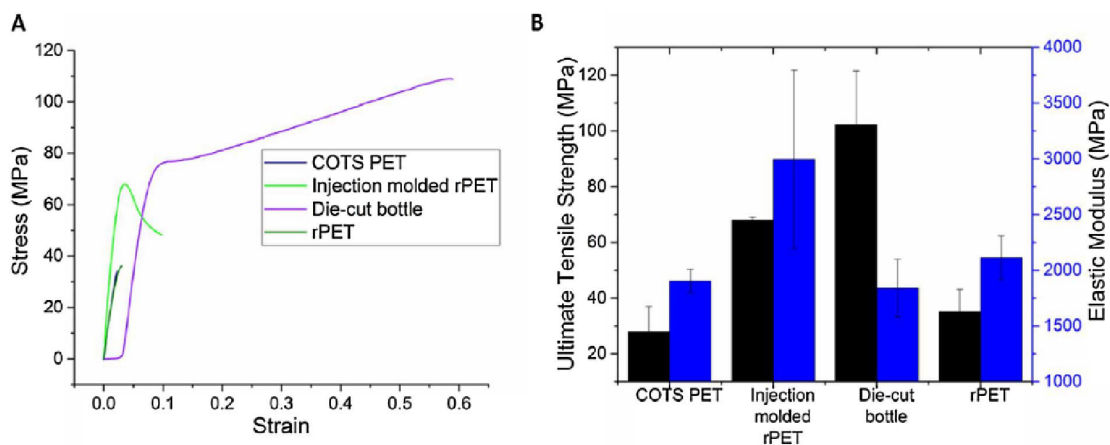 A
120
100
80
60
40
20
0
Stress (MPa)
COTS PET
Injection molded rPET
Die-cut bottle
rPET
0.0 0.1 0.2 0.3 0.4 0.5 0.6
Strain
B
120
100
80
60
40
20
Ultimate Tensile Strength (MPa)
4000
3500
3000
2500
2000
1500
1000
Elastic Modulus (MPa)
COTS PET
Injection
molded
rPET
Die-cut
bottle
rPET